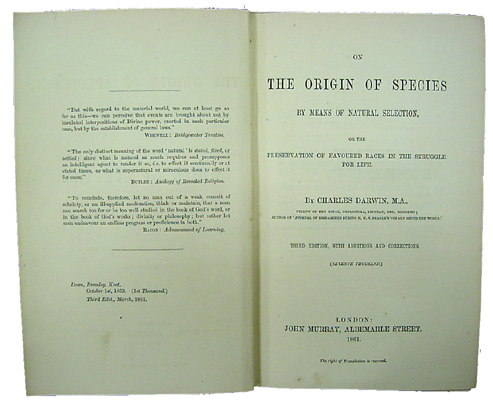 "But with regard to the material world, we can at least go so
far as this—we can perceive that events are brought about not by
insulated interpositions of Divine power, exerted in each particular
case, but by the establishment of general laws."
WHEWELL: Bridgewater Treatise.
"The only distinct meaning of the word 'natural' is stated, fixed, or
settled; since what is natural as much requires and presupposes
an intelligent agent to render it so, i.e. to effect it continually or at
stated times, as what is supernatural or miraculous does to effect it
for once."
BUTLER: Analogy of Revealed Religion.
"To conclude, therefore, let no man out of a weak conceit of
sobriety, or an ill-applied moderation, think or maintain, that a man
can search too far or be too well studied in the book of God's word, or
in the book of God's works; divinity or philosophy; but rather let
men endeavour an endless progress or proficience in both."
BACON: Advancement of Learning.
Down, Bromley, Kent,
October 1st, 1859. (1st Thousand.)
Third Edit., March, 1861.
ON
THE ORIGIN OF SPECIES
BY MEANS OF NATURAL SELECTION,
OR THE
PRESERVATION OF FAVOURED RACES IN THE STRUGGLE
FOR LIFE.
BY CHARLES DARWIN, M.A.,
FELLOW OF THE ROYAL, GEOLOGICAL, LINNEAN, ETC., SOCIETIES;
AUTHOR OF 'JOURNAL OF RESEARCHES DURING H. M. S. BEAGLE'S VOYAGE ROUND THE WORLD.'
THIRD EDITION, WITH ADDITIONS AND CORRECTIONS.
(SEVENTH THOUSAND.)
LONDON:
JOHN MURRAY, ALBEMARLE STREET.
1861.
The right of Translation is reserved.